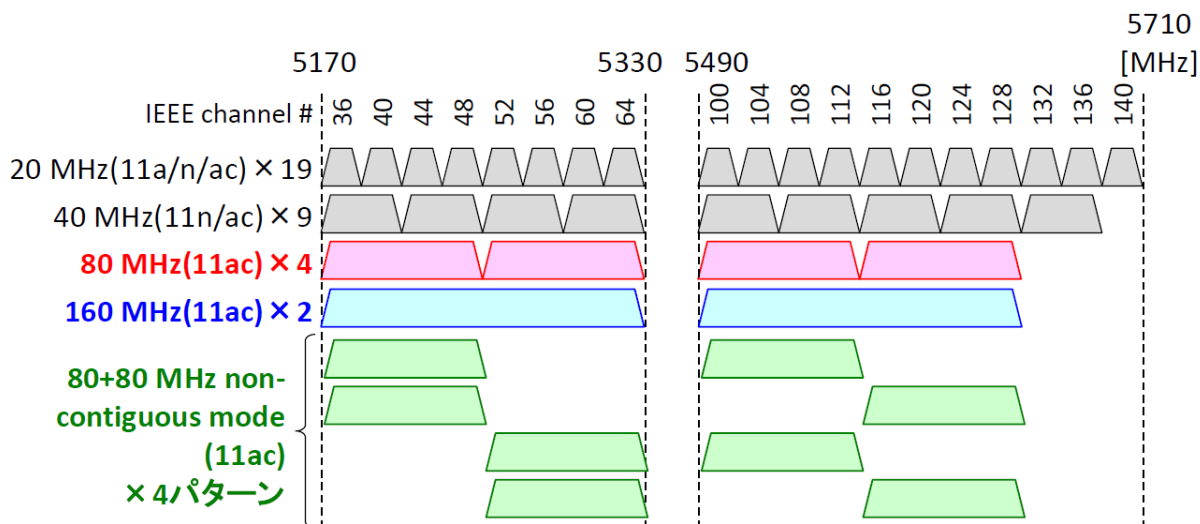 5710
5170 5330 5490 [MHz]
IEEE channel # 36 40 44 48 52 56 60 64 100 104 108 112 116 120 124 128 132 136 140
20 MHz(11a/n/ac) × 19
40 MHz(11n/ac) × 9
80 MHz(11ac) × 4
160 MHz(11ac) × 2
80+80 MHz non-
contiguous mode
(11ac)
× 4パターン